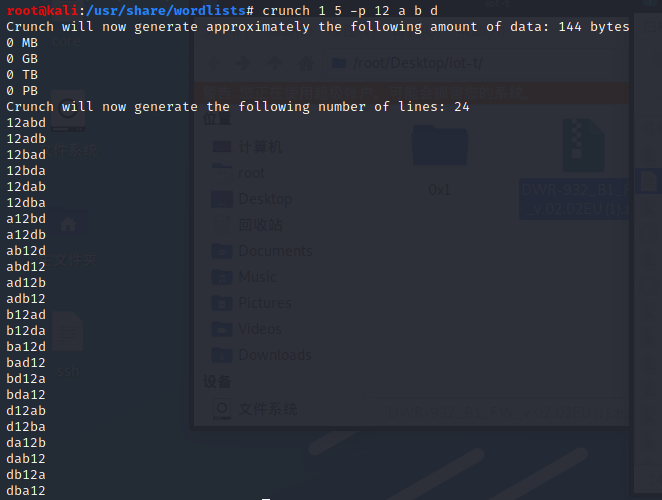 root@kali:/usr/share/wordlists# crunch 1 5 -p 12 a b d
Crunch will now generate approximately the following amount of data: 144 bytes
0 MB
0 GB
0 TB
0 PB
Crunch will now generate the following number of lines: 24
12abd
12adb
12bad
12bda
12dab
12dba
a12bd
a12db
ab12d
abd12
ad12b
adb12
b12ad
b12da
ba12d
bad12
bd12a
bda12
d12ab
d12ba
da12b
dab12
db12a
dba12
/root/Desktop/iot-t/
位置
计算机
root
Desktop
回收站
Documents
Music
Pictures
Videos
Downloads
设备
文件系统
0x1